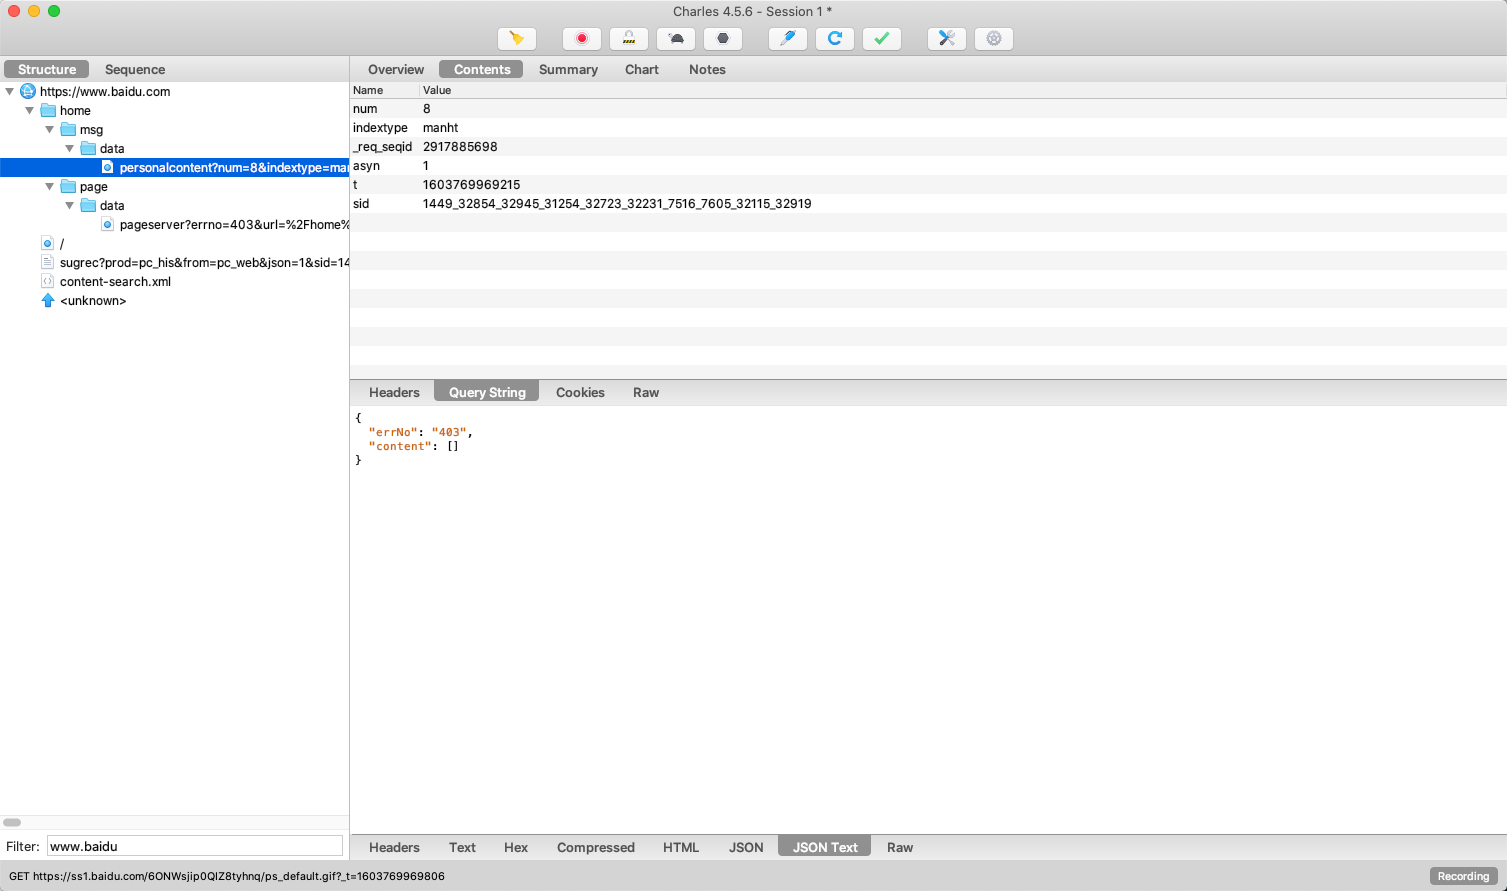 Charles 4.5.6 - Session 1 *
Structure Sequence
https://www.baidu.com
home
msg
data
personalcontent?num=8&indextype=mar
page
data
pageserver?errno=403&url=%2Fhome%
/
sugrec?prod=pc_his&from=pc_web&json=1&sid=14
content-search.xml
<unknown>
Filter: www.baidu
Overview Contents Summary Chart Notes
Name Value
num 8
indextype manht
_req_seqid 2917885698
asyn 1
t 1603769969215
sid 1449_32854_32945_31254_32723_32231_7516_7605_32115_32919
Headers Query String Cookies Raw
{
"errNo": "403",
"content": []
}
Headers Text Hex Compressed HTML JSON JSON Text Raw
GET https://ss1.baidu.com/6ONWsjip0QIZ8tyhnq/ps_default.gif?_t=1603769969806 Recording